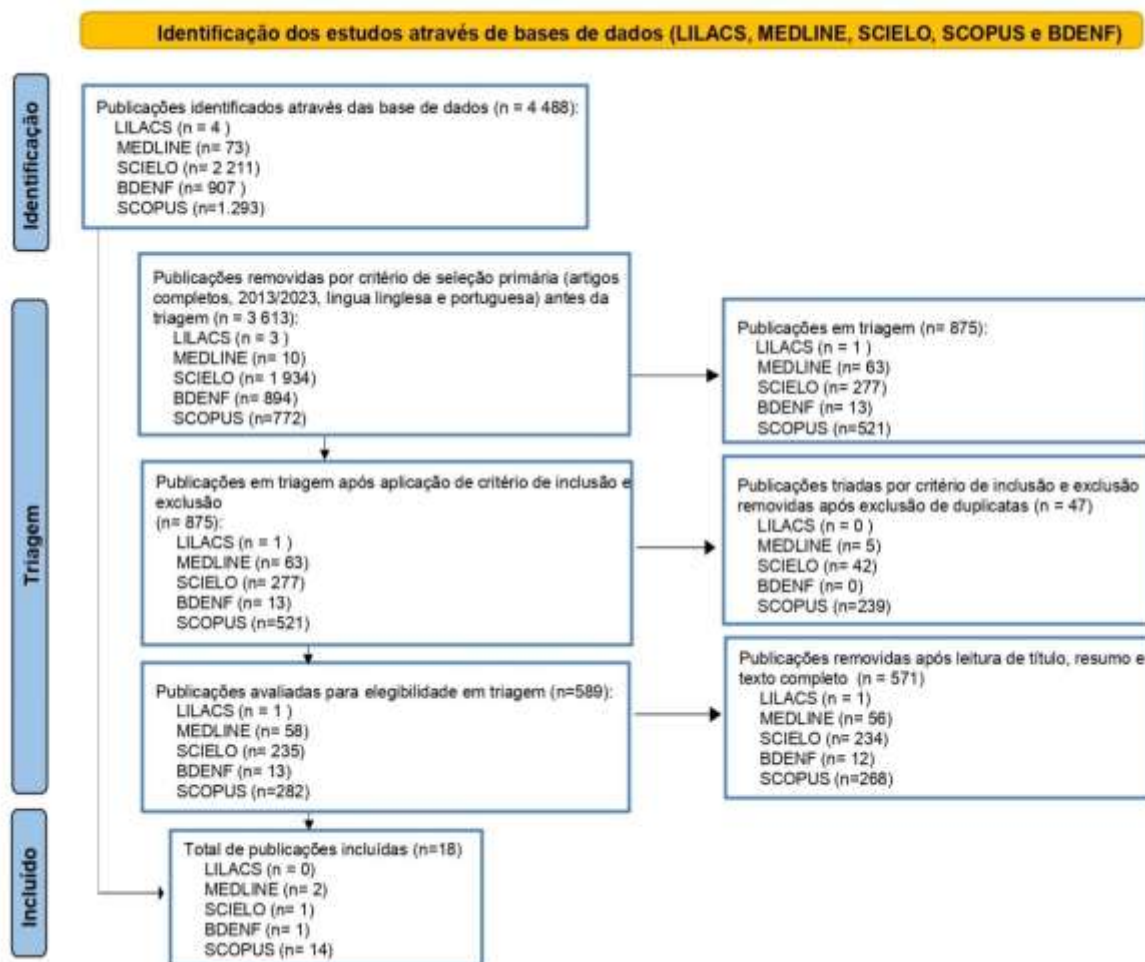 Identificação dos estudos através de bases de dados (LILACS, MEDLINE, SCIELO, SCOPUS e BDENF)
Identificação
Publicações identificados através das base de dados (n = 4 488):
LILACS (n = 4 )
MEDLINE (n= 73)
SCIELO (n= 2 211)
BDENF (n= 907 )
SCOPUS (n=1.293)
Triagem
Publicações removidas por critério de seleção primária (artigos
completos, 2013/2023, lingua linglesa e portuguesa) antes da
triagem (n = 3 613):
LILACS (n = 3 )
MEDLINE (n= 10)
SCIELO (n= 1 934)
BDENF (n= 894)
SCOPUS (n=772)
Publicações em triagem (n= 875):
LILACS (n = 1 )
MEDLINE (n= 63)
SCIELO (n= 277)
BDENF (n= 13)
SCOPUS (n=521)
Publicações em triagem após aplicação de critério de inclusão e
exclusão
(n= 875):
LILACS (n = 1 )
MEDLINE (n= 63)
SCIELO (n= 277)
BDENF (n= 13)
SCOPUS (n=521)
Publicações triadas por critério de inclusão e exclusão
removidas após exclusão de duplicatas (n = 47)
LILACS (n = 0 )
MEDLINE (n= 5)
SCIELO (n= 42)
BDENF (n= 0)
SCOPUS (n=239)
Publicações avaliadas para elegibilidade em triagem (n=589):
LILACS (n= 1 )
MEDLINE (n= 58)
SCIELO (n= 235)
BDENF (n= 13)
SCOPUS (n=282)
Publicações removidas após leitura de título, resumo e
texto completo (n = 571)
LILACS (n = 1)
MEDLINE (n= 56)
SCIELO (n= 234)
BDENF (n= 12)
SCOPUS (n=268)
Incluído
Total de publicações incluídas (n=18)
LILACS (n = 0)
MEDLINE (n= 2)
SCIELO (n= 1)
BDENF (n= 1)
SCOPUS (n= 14)